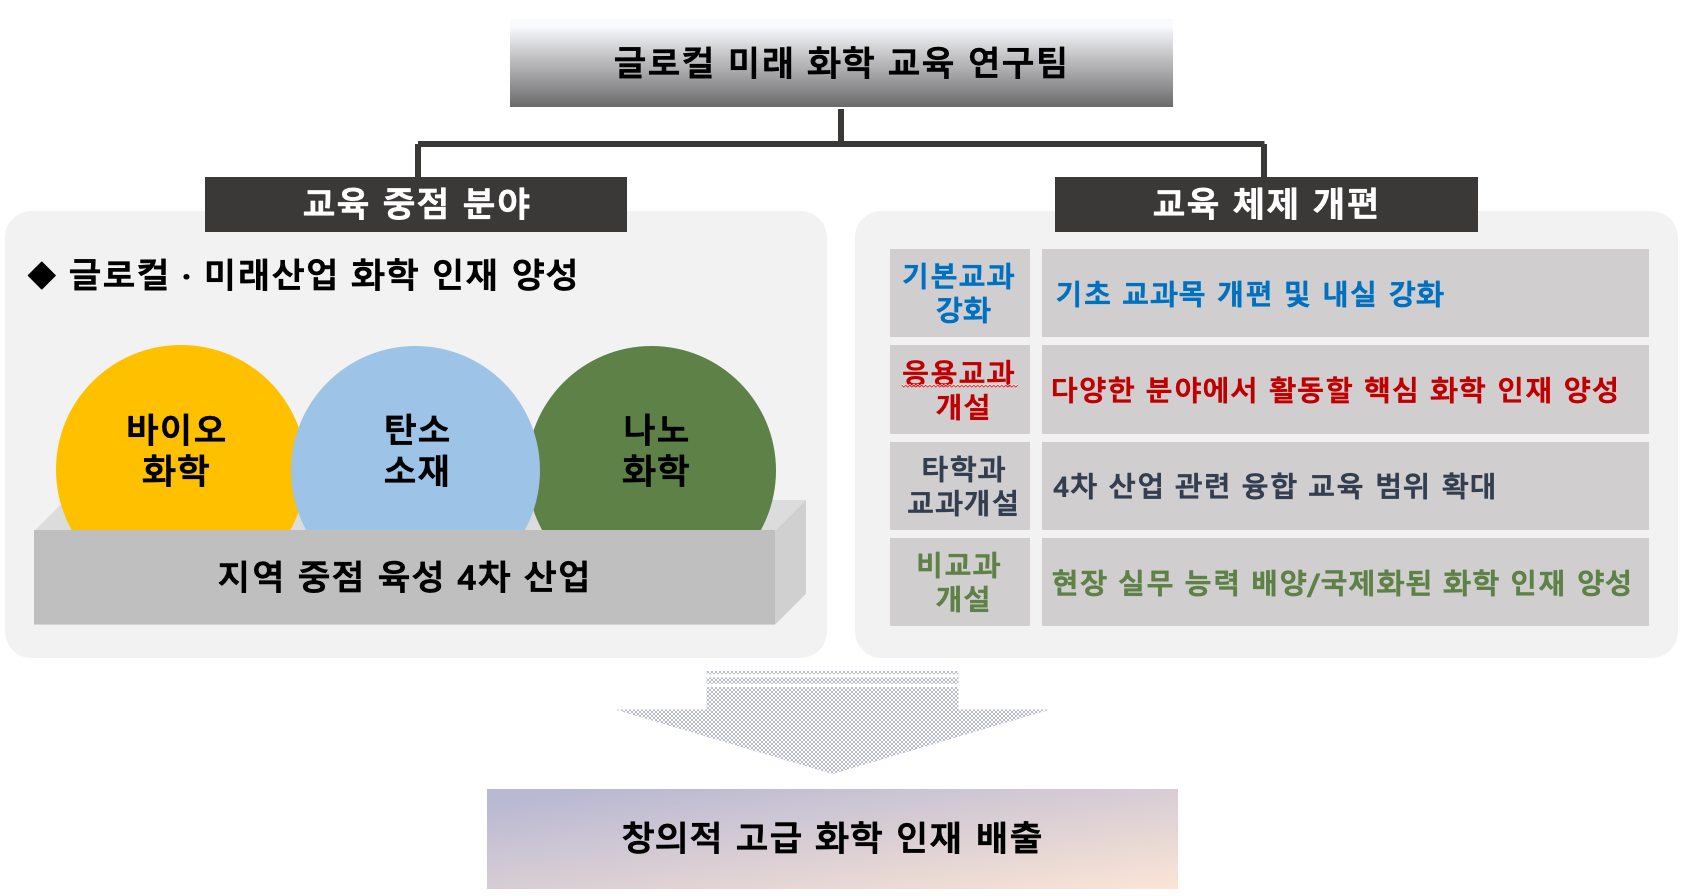 글로컬 미래 화학 교육 연구팀
교육 중점 분야
◆ 글로컬 · 미래산업 화학 인재 양성
바이오
화학
탄소
소재
나노
화학
지역 중점 육성 4차 산업
교육 체제 개편
기본교과
강화
기초 교과목 개편 및 내실 강화
응용교과
개설
다양한 분야에서 활동할 핵심 화학 인재 양성
타학과
교과개설
4차 산업 관련 융합 교육 범위 확대
비교과
개설
현장 실무 능력 배양/국제화된 화학 인재 양성
창의적 고급 화학 인재 배출